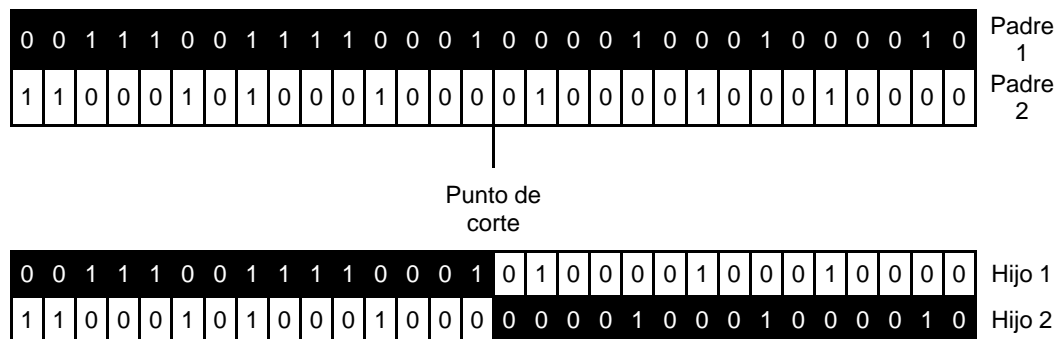 0 0 1 1 1 0 0 1 1 1 1 0 0 0 1 0 0 0 0 1 0 0 0 1 0 0 0 0 1 0 Padre
1
1 1 0 0 0 1 0 1 0 0 0 1 0 0 0 0 1 0 0 0 0 1 0 0 0 1 0 0 0 0 Padre
2
Punto de
corte
0 0 1 1 1 0 0 1 1 1 1 0 0 0 1 0 1 0 0 0 0 1 0 0 0 1 0 0 0 0 Hijo 1
1 1 0 0 0 1 0 1 0 0 0 1 0 0 0 0 0 0 0 1 0 0 0 1 0 0 0 0 1 0 Hijo 2